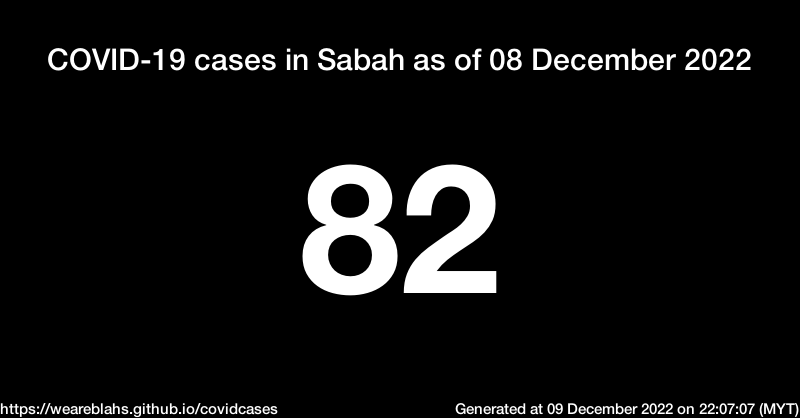 COVID-19 cases in Sabah as of 08 December 2022
82
https://weareblahs.github.io/covidcases
Generated at 09 December 2022 on 22:07:07 (MYT)